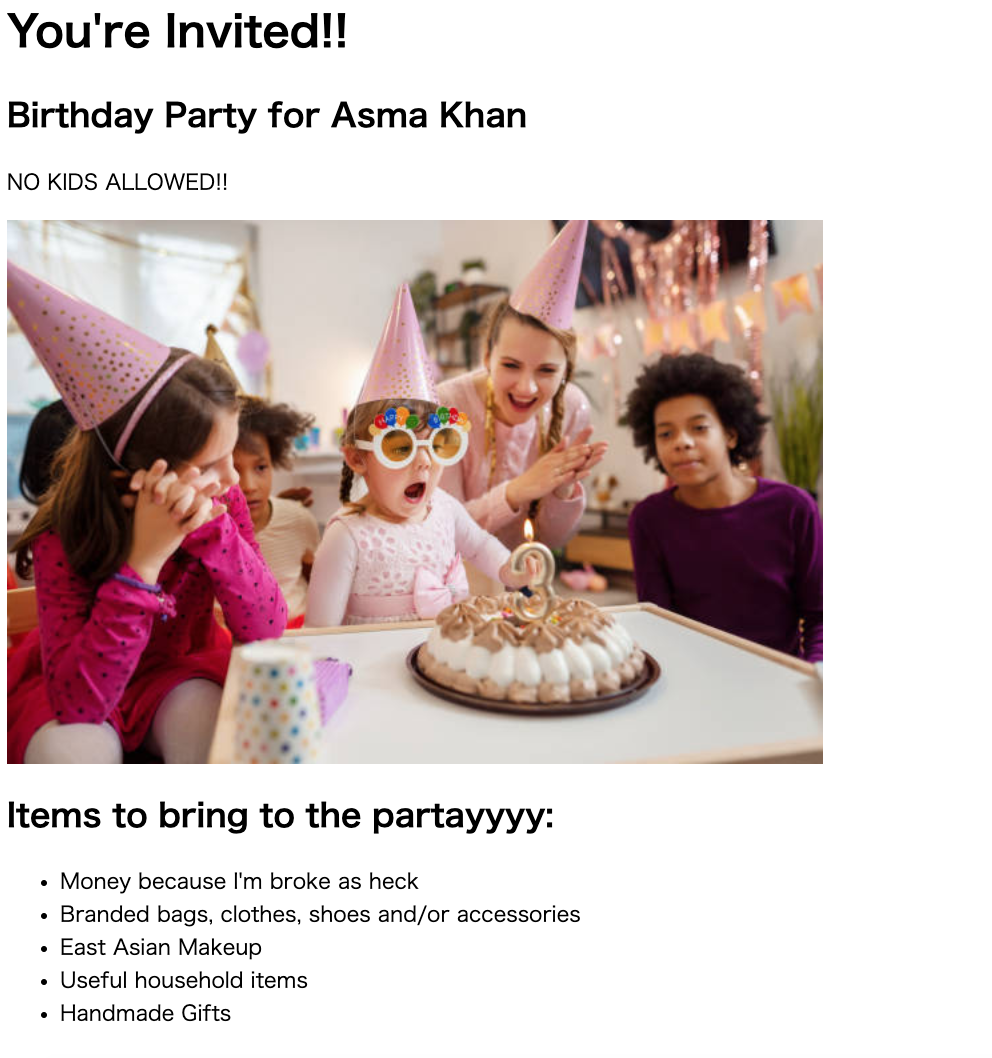 You're Invited!!
Birthday Party for Asma Khan
NO KIDS ALLOWED!!
HAPPY
3
Items to bring to the partayyyy:
Money because I'm broke as heck
Branded bags, clothes, shoes and/or accessories
East Asian Makeup
Useful household items
Handmade Gifts